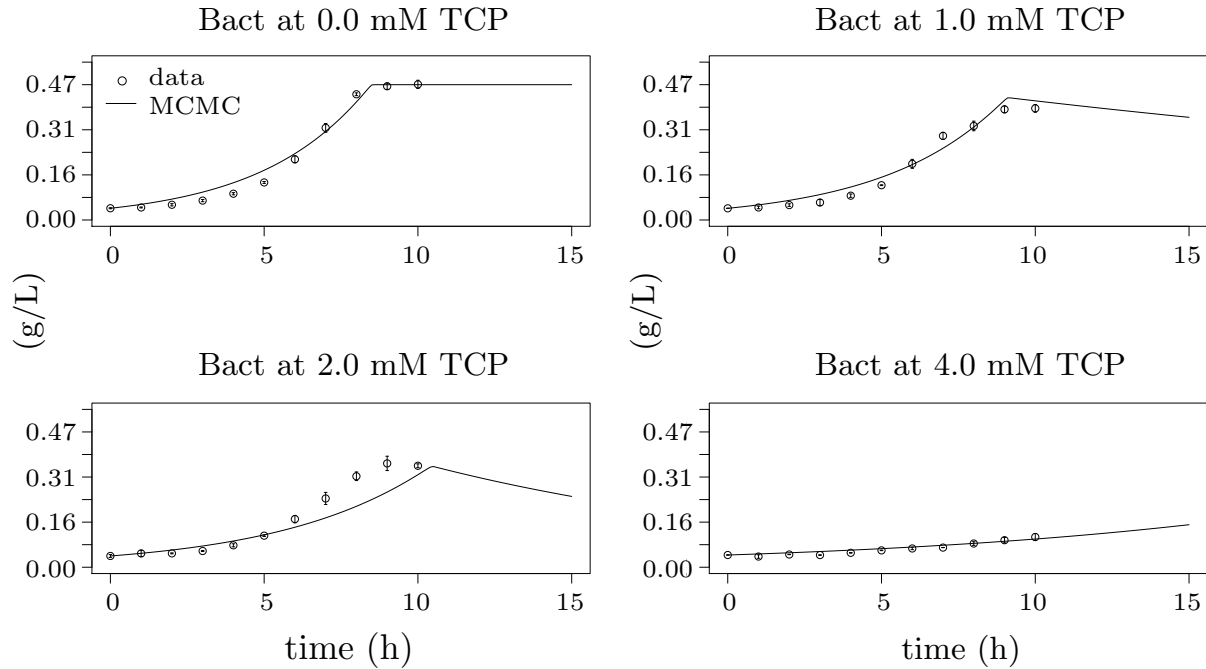 Bact at 0.0 mM TCP
0.47
0.31
0.16
0.00
data
MCMC
0 5 10 15
Bact at 1.0 mM TCP
0.47
0.31
0.16
0.00
0 5 10 15
(g/L)
(g/L)
Bact at 2.0 mM TCP
0.47
0.31
0.16
0.00
0 5 10 15
time (h)
Bact at 4.0 mM TCP
0.47
0.31
0.16
0.00
0 5 10 15
time (h)